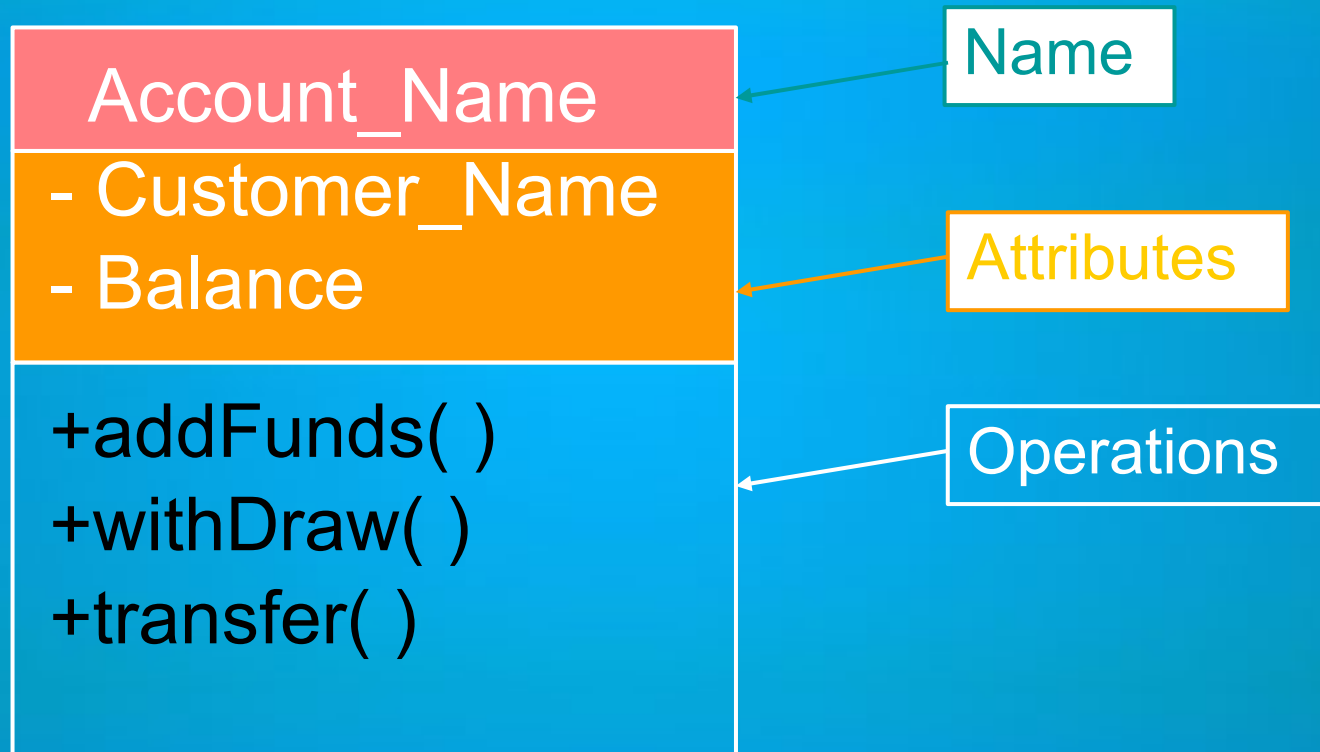 Account_Name
- Customer_Name
- Balance
+addFunds( )
+withDraw( )
+transfer( )
Name
Attributes
Operations